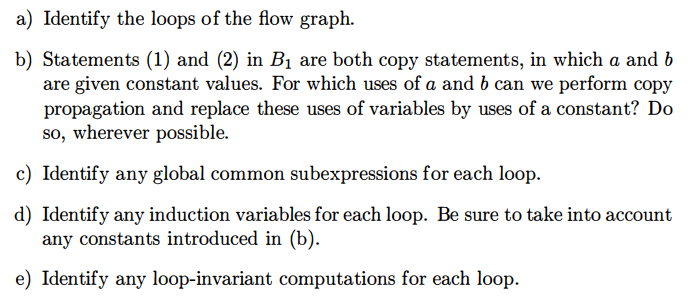 a) Identify the loops of the flow graph.
b) Statements (1) and (2) in B₁ are both copy statements, in which a and b
are given constant values. For which uses of a and b can we perform copy
propagation and replace these uses of variables by uses of a constant? Do
so, wherever possible.
c) Identify any global common subexpressions for each loop.
d) Identify any induction variables for each loop. Be sure to take into account
any constants introduced in (b).
e) Identify any loop-invariant computations for each loop.